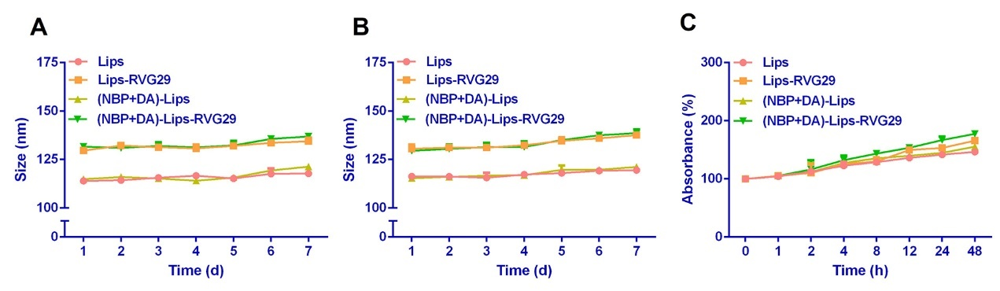 A
175
150
125
100
0
Size (nm)
Lips
Lips-RVG29
(NBP+DA)-Lips
(NBP+DA)-Lips-RVG29
1 2 3 4 5 6 7
Time (d)
B
175
150
125
100
0
Size (nm)
Lips
Lips-RVG29
(NBP+DA)-Lips
(NBP+DA)-Lips-RVG29
1 2 3 4 5 6 7
Time (d)
C
300
200
100
0
Absorbance (%)
Lips
Lips-RVG29
(NBP+DA)-Lips
(NBP+DA)-Lips-RVG29
0 1 2 4 8 12 24 48
Time (h)